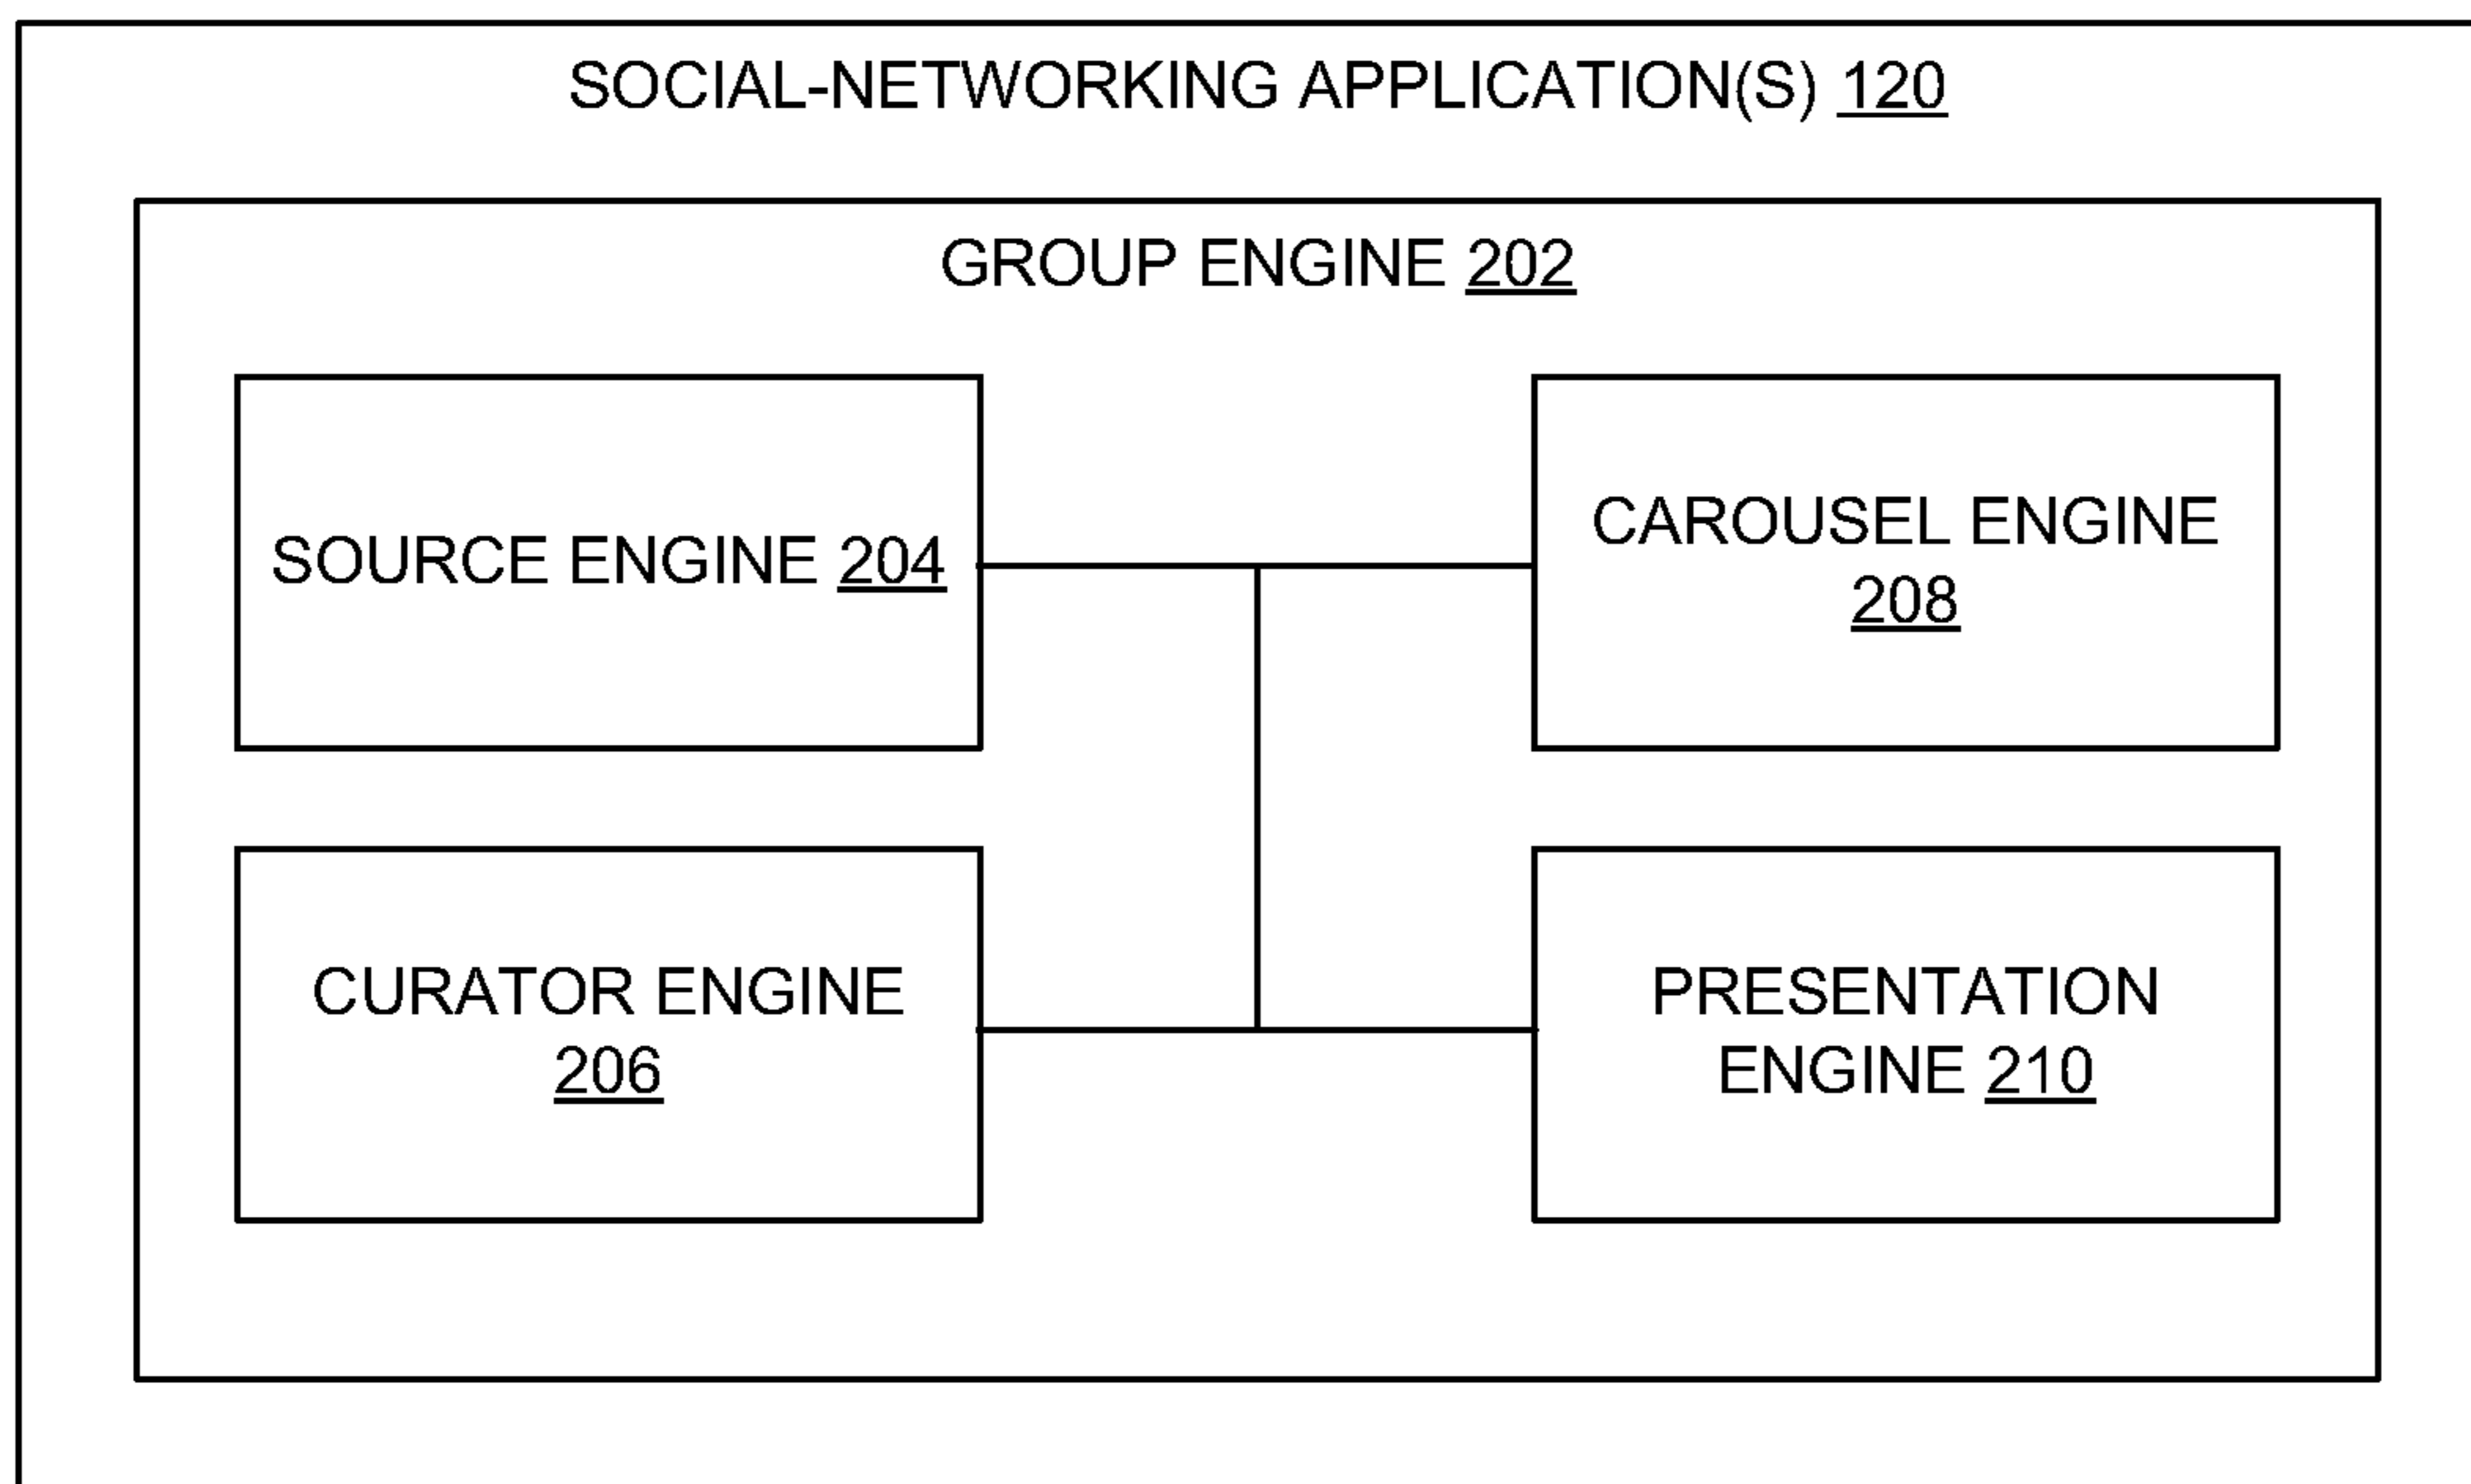 SOCIAL-NETWORKING APPLICATION(S) 120
GROUP ENGINE 202
SOURCE ENGINE 204
CAROUSEL ENGINE
208
CURATOR ENGINE
206
PRESENTATION
ENGINE 210